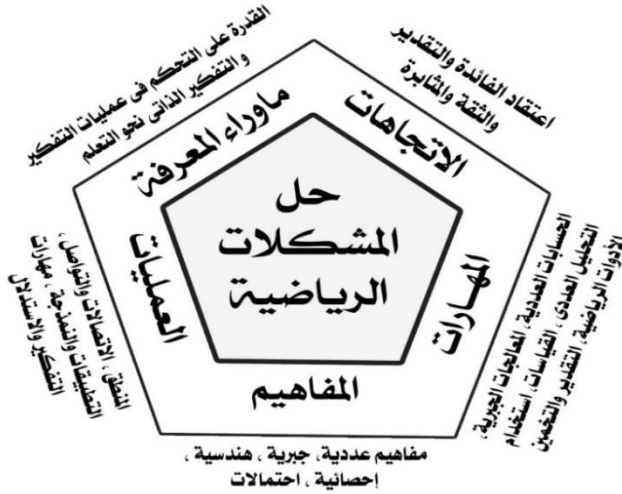 القدرة على التحكم فى عمليات التفكير
والتفكير الذاتى نحو التعلم
ماوراء المعرفة
اعتقاد الفائدة والتقدير
والثقة والمثابرة
الاتجاهات
حل
المشكلات
الرياضية
المهارات
الحسابات العددية، المعالجات الجبرية،
التحليل العددى، القياسات، استخدام
الأدوات الرياضية، التقدير والتخمين
العمليات
المنطق ، الاتصالات والتواصل ،
التطبيقات والنمذجة ، مهارات
التفكير والاستدلال
المفاهيم
مفاهيم عددية، جبرية ، هندسية ،
إحصائية ، احتمالات